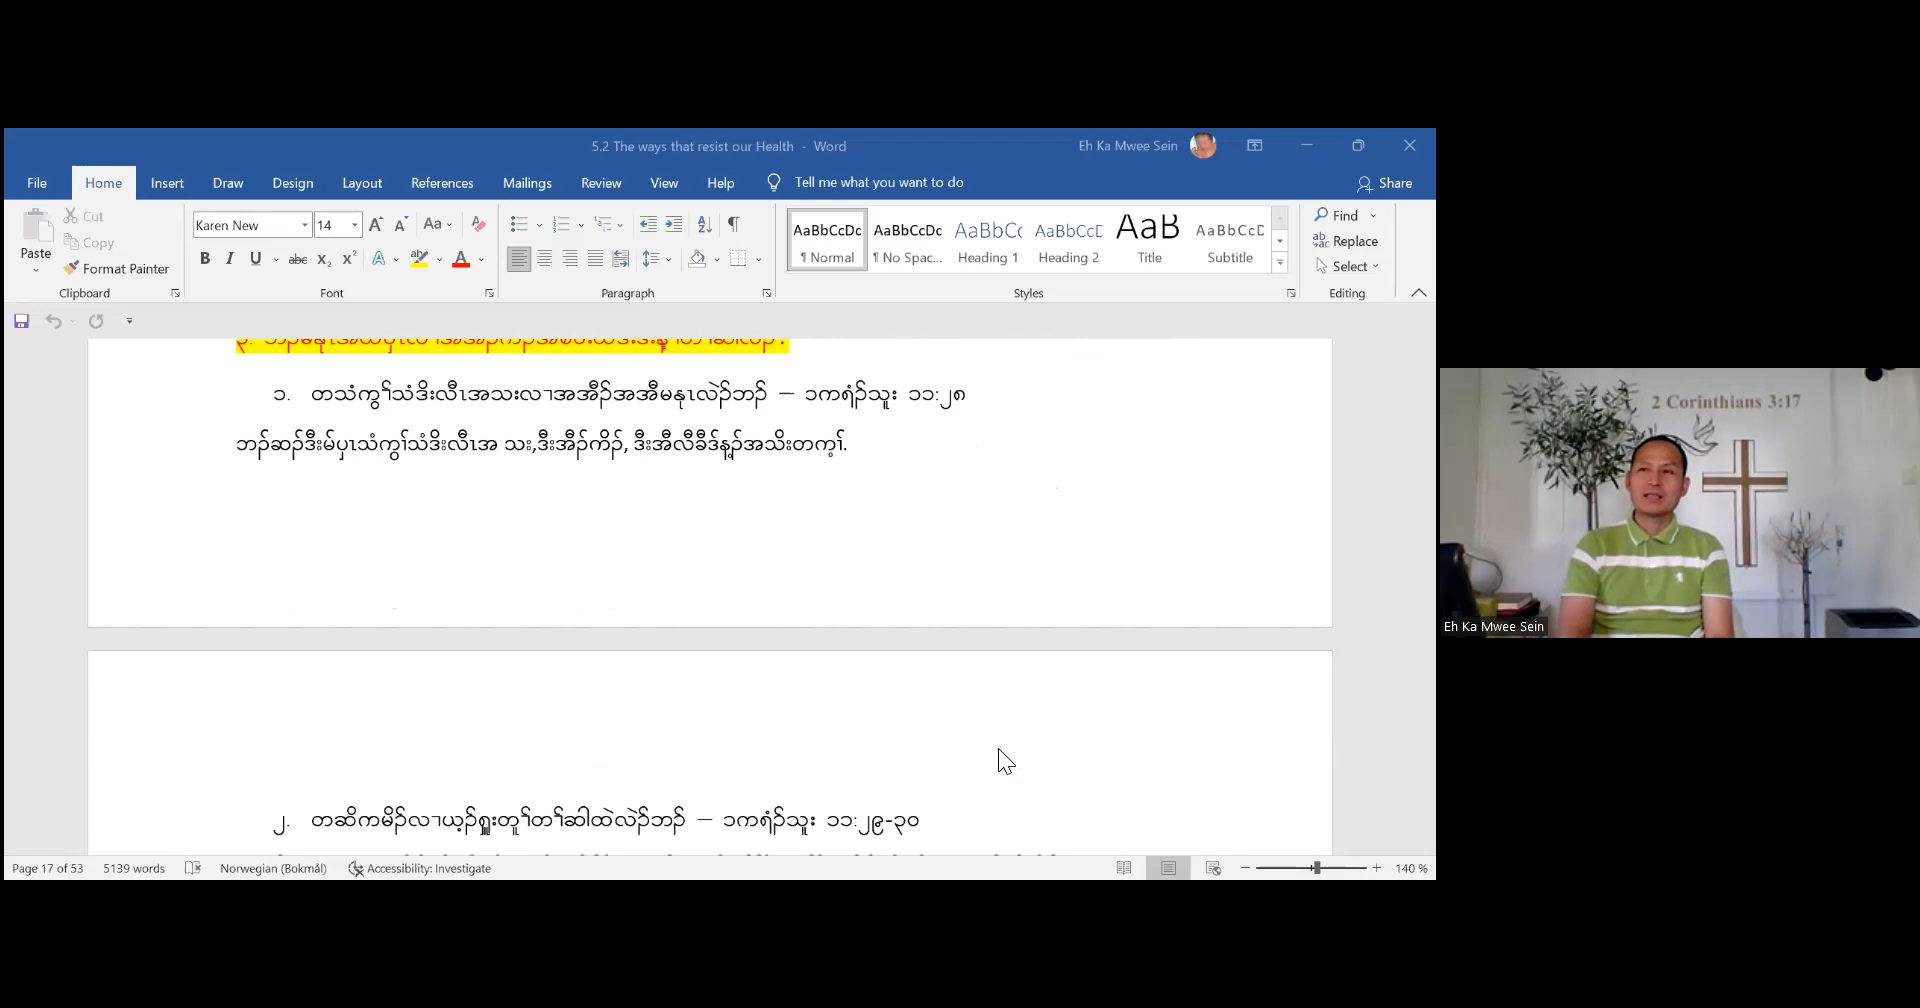 5.2 The ways that resist our Health - Word
Eh Ka Mwee Sein
File Home Insert Draw Design Layout References Mailings Review View Help Tell me what you want to do Share
Cut
Copy
Paste
Format Painter
Clipboard
Karen New 14
Font
Paragraph
AaBbCcDc AaBbCcDc AaBbCc AaBbCcD AaB AaBbCcD
¶ Normal ¶ No Spac... Heading 1 Heading 2 Title Subtitle
Styles
Find
Replace
Select
Editing
၁. တသံကွၢ်သံဒိးလီၤအသးလၢအအီၣ်အအီမနုၤလဲၣ်ဘၣ် – ၁ကရံၣ်သူး ၁၁:၂၈
ဘၣ်ဆၣ်ဒီးမ်ပှၤသံကွၢ်သံဒိးလီၤအ သး,ဒီးအီၣ်ကိၣ်, ဒီးအီလီခီဒ်န့ၣ်အသိးတက့ၢ်.
၂. တဆိကမိၣ်လၢယ့ၣ်ရှူးတူၢ်တၢ်ဆါထဲလဲၣ်ဘၣ် – ၁ကရံၣ်သူး ၁၁:၂၉-၃၀
Page 17 of 53 5139 words Norwegian (Bokmål) Accessibility: Investigate 140 %
2 Corinthians 3:17
Eh Ka Mwee Sein